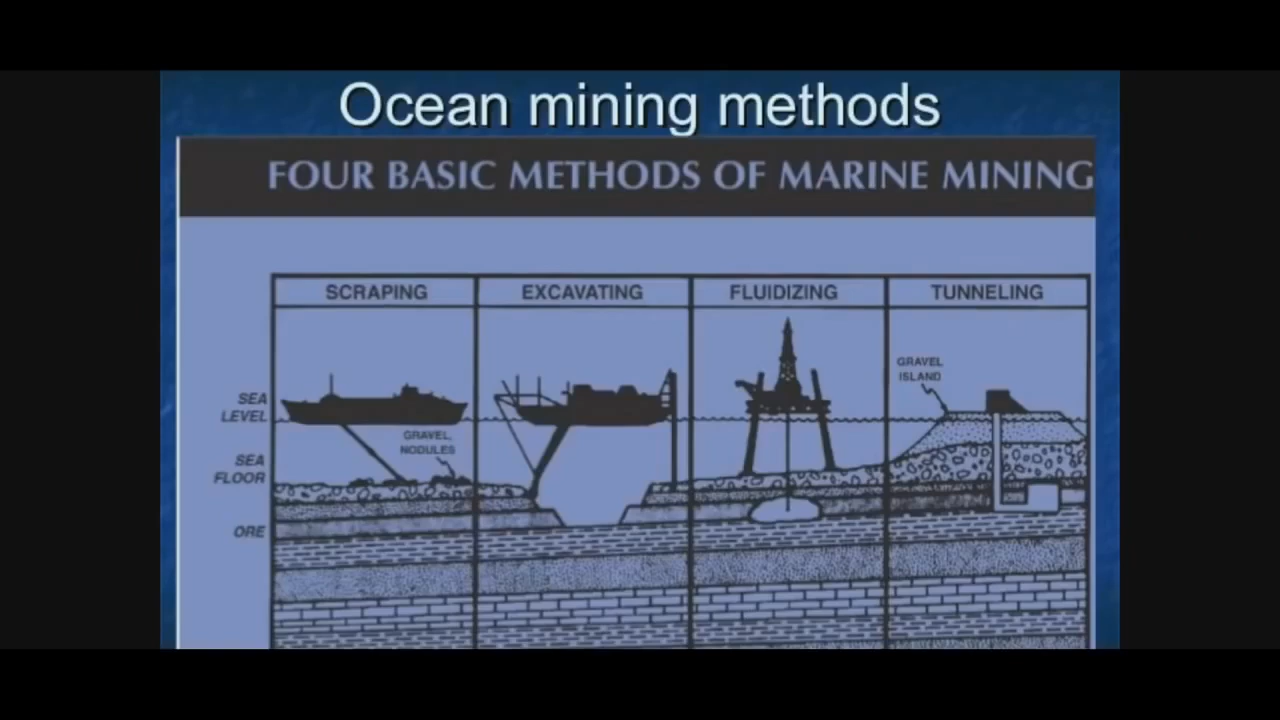 Ocean mining methods
FOUR BASIC METHODS OF MARINE MINING
SCRAPING
EXCAVATING
FLUIDIZING
TUNNELING
GRAVEL
ISLAND
SEA
LEVEL
GRAVEL,
NODULES
SEA
FLOOR
ORE